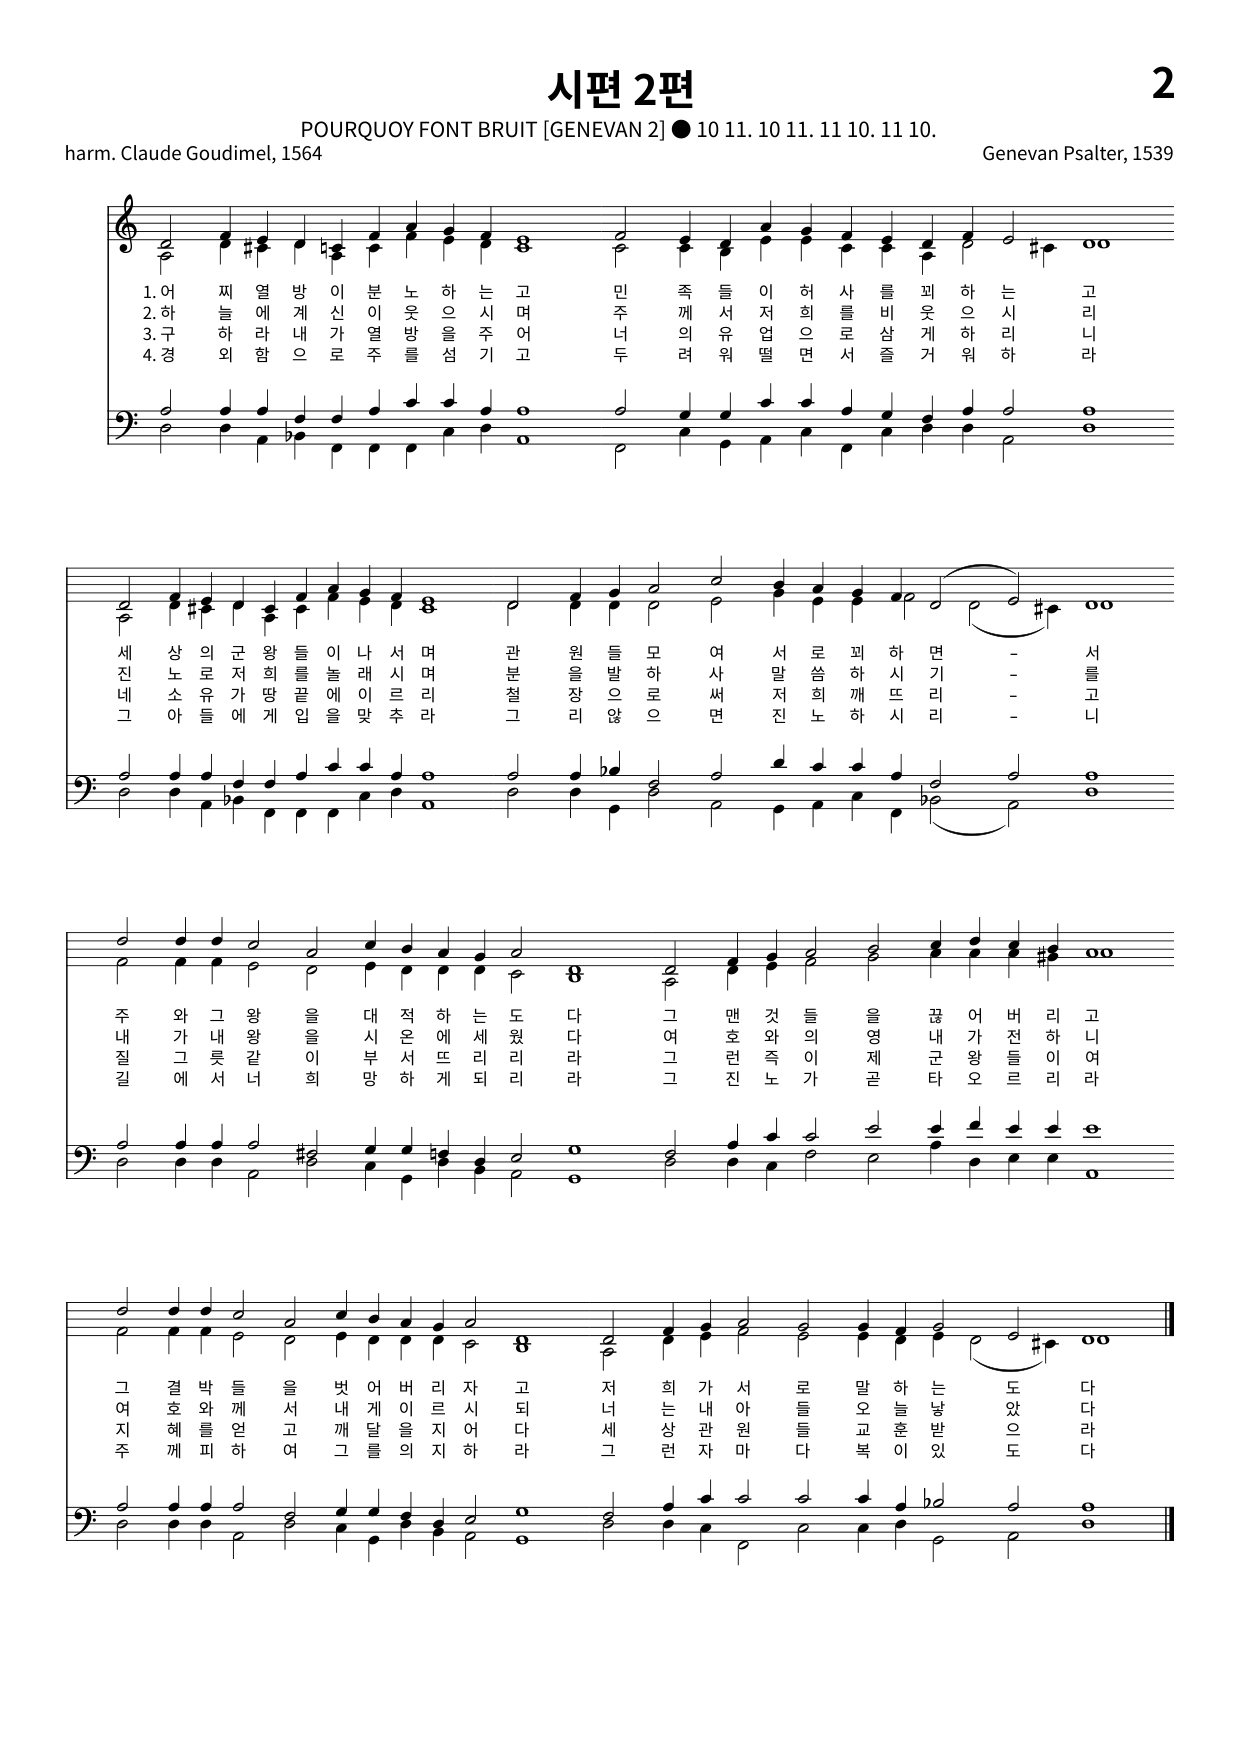 시편 2편
2
POURQUOY FONT BRUIT [GENEVAN 2] ● 10 11. 10 11. 11 10. 11 10.
harm. Claude Goudimel, 1564
Genevan Psalter, 1539
1. 어 찌 열 방 이 분 노 하 는 고 민 족 들 이 허 사 를 꾀 하 는 고
2. 하 늘 에 계 신 이 웃 으 시 며 주 께 서 저 희 를 비 웃 으 시 리
3. 구 하 라 내 가 열 방 을 주 어 너 의 유 업 으 로 삼 게 하 리 니
4. 경 외 함 으 로 주 를 섬 기 고 두 려 워 떨 면 서 즐 거 워 하 라
세 상 의 군 왕 들 이 나 서 며 관 원 들 모 여 서 로 꾀 하 면 – 서
진 노 로 저 희 를 놀 래 시 며 분 을 발 하 사 말 씀 하 시 기 – 를
네 소 유 가 땅 끝 에 이 르 리 철 장 으 로 써 저 희 깨 뜨 리 – 고
그 아 들 에 게 입 을 맞 추 라 그 리 않 으 면 진 노 하 시 리 – 니
주 와 그 왕 을 대 적 하 는 도 다 그 맨 것 들 을 끊 어 버 리 고
내 가 내 왕 을 시 온 에 세 웠 다 여 호 와 의 영 내 가 전 하 니
질 그 릇 같 이 부 서 뜨 리 리 라 그 런 즉 이 제 군 왕 들 이 여
길 에 서 너 희 망 하 게 되 리 라 그 진 노 가 곧 타 오 르 리 라
그 결 박 들 을 벗 어 버 리 자 고 저 희 가 서 로 말 하 는 도 다
여 호 와 께 서 내 게 이 르 시 되 너 는 내 아 들 오 늘 낳 았 다
지 혜 를 얻 고 깨 달 을 지 어 다 세 상 관 원 들 교 훈 받 으 라
주 께 피 하 여 그 를 의 지 하 라 그 런 자 마 다 복 이 있 도 다